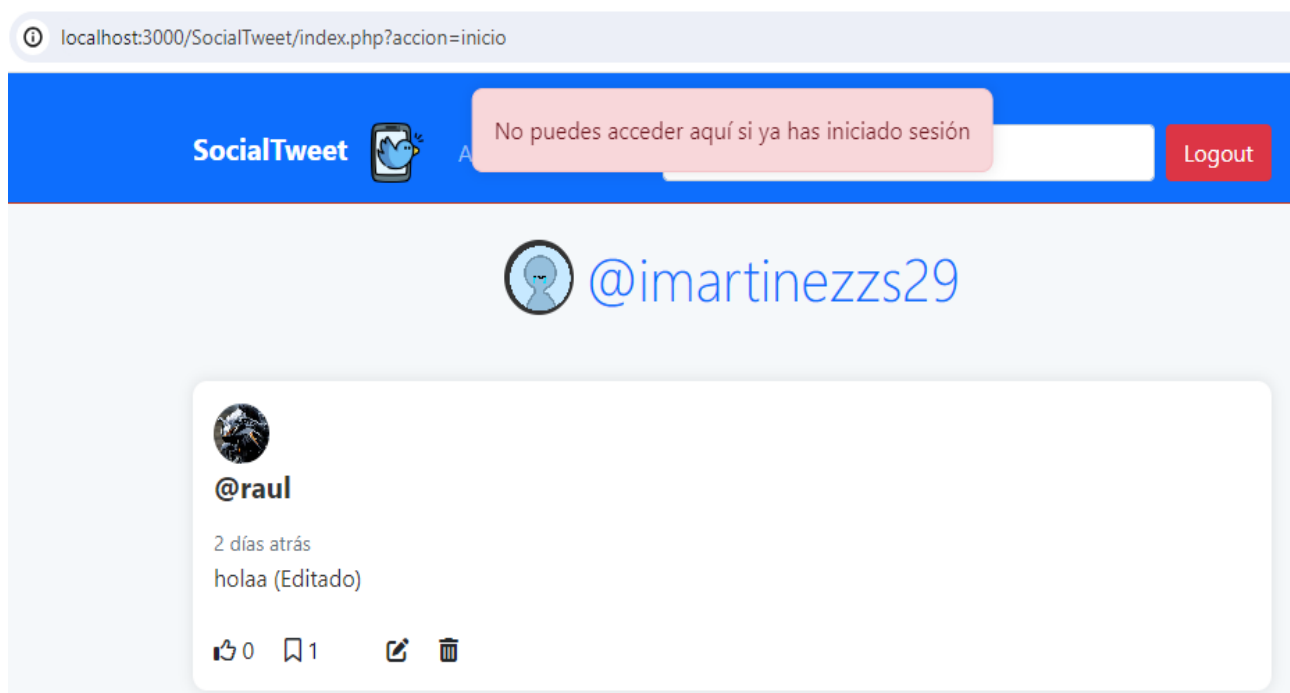 localhost:3000/SocialTweet/index.php?accion=inicio
No puedes acceder aquí si ya has iniciado sesión
SocialTweet
A
Logout
@imartinezzs29
@raul
2 días atrás
holaa (Editado)
0 1